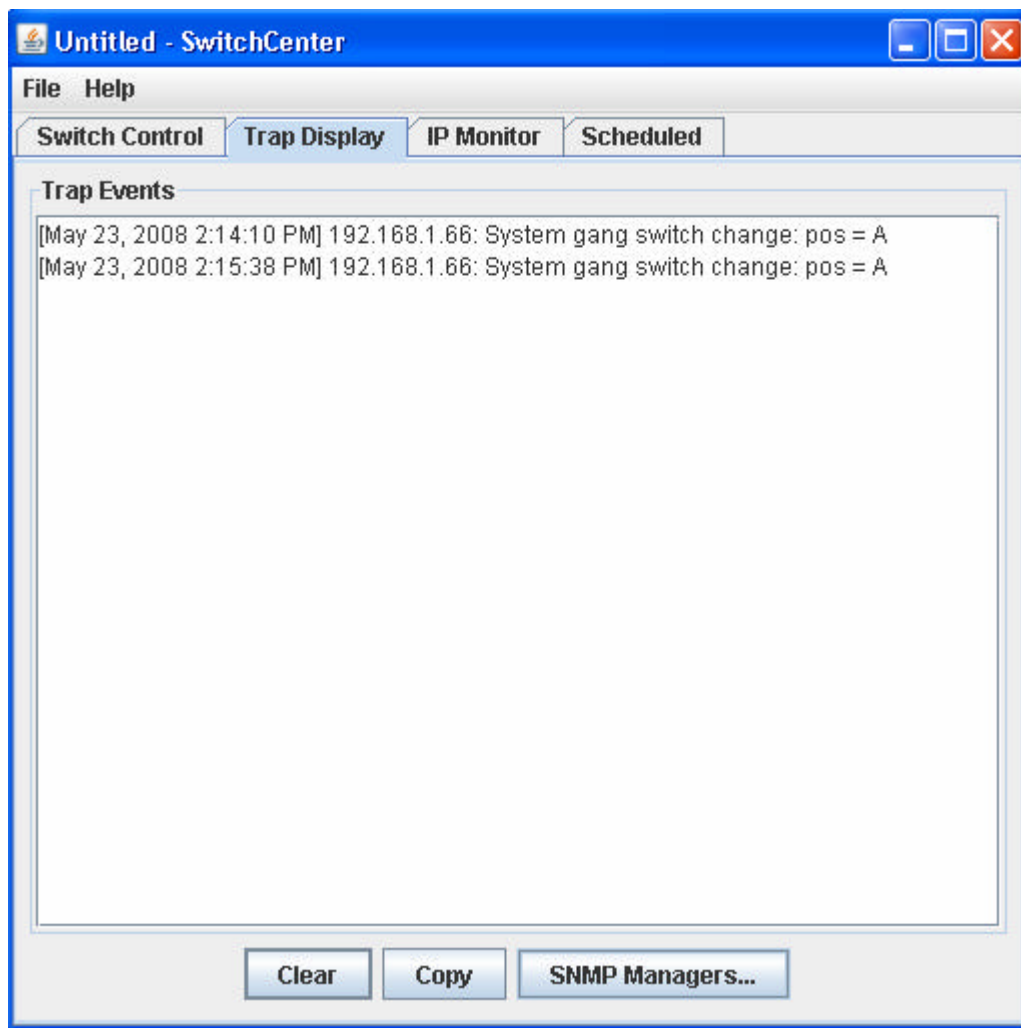 Untitled - SwitchCenter
File Help
Switch Control Trap Display IP Monitor Scheduled
Trap Events
[May 23, 2008 2:14:10 PM] 192.168.1.66: System gang switch change: pos = A
[May 23, 2008 2:15:38 PM] 192.168.1.66: System gang switch change: pos = A
Clear Copy SNMP Managers...